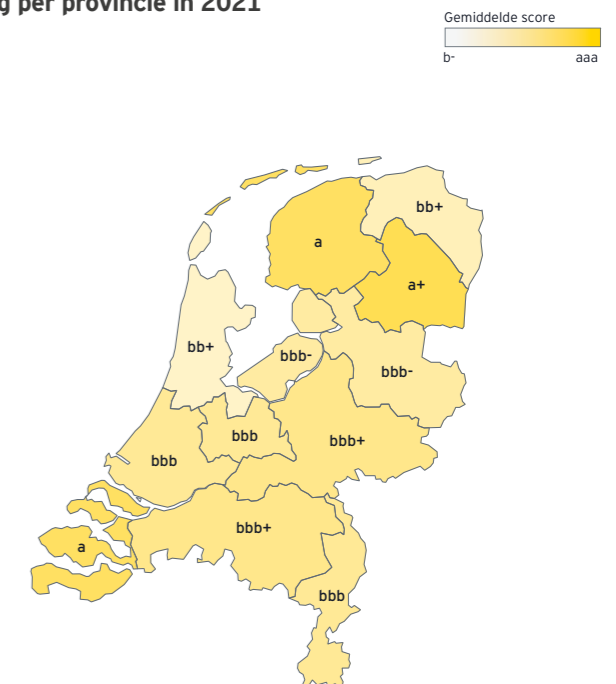 per provincie in 2021
Gemiddelde score
b- aaa
bb+
a
a+
bb+
bbb-
bbb-
bbb
bbb+
bbb
bbb+
a
bbb